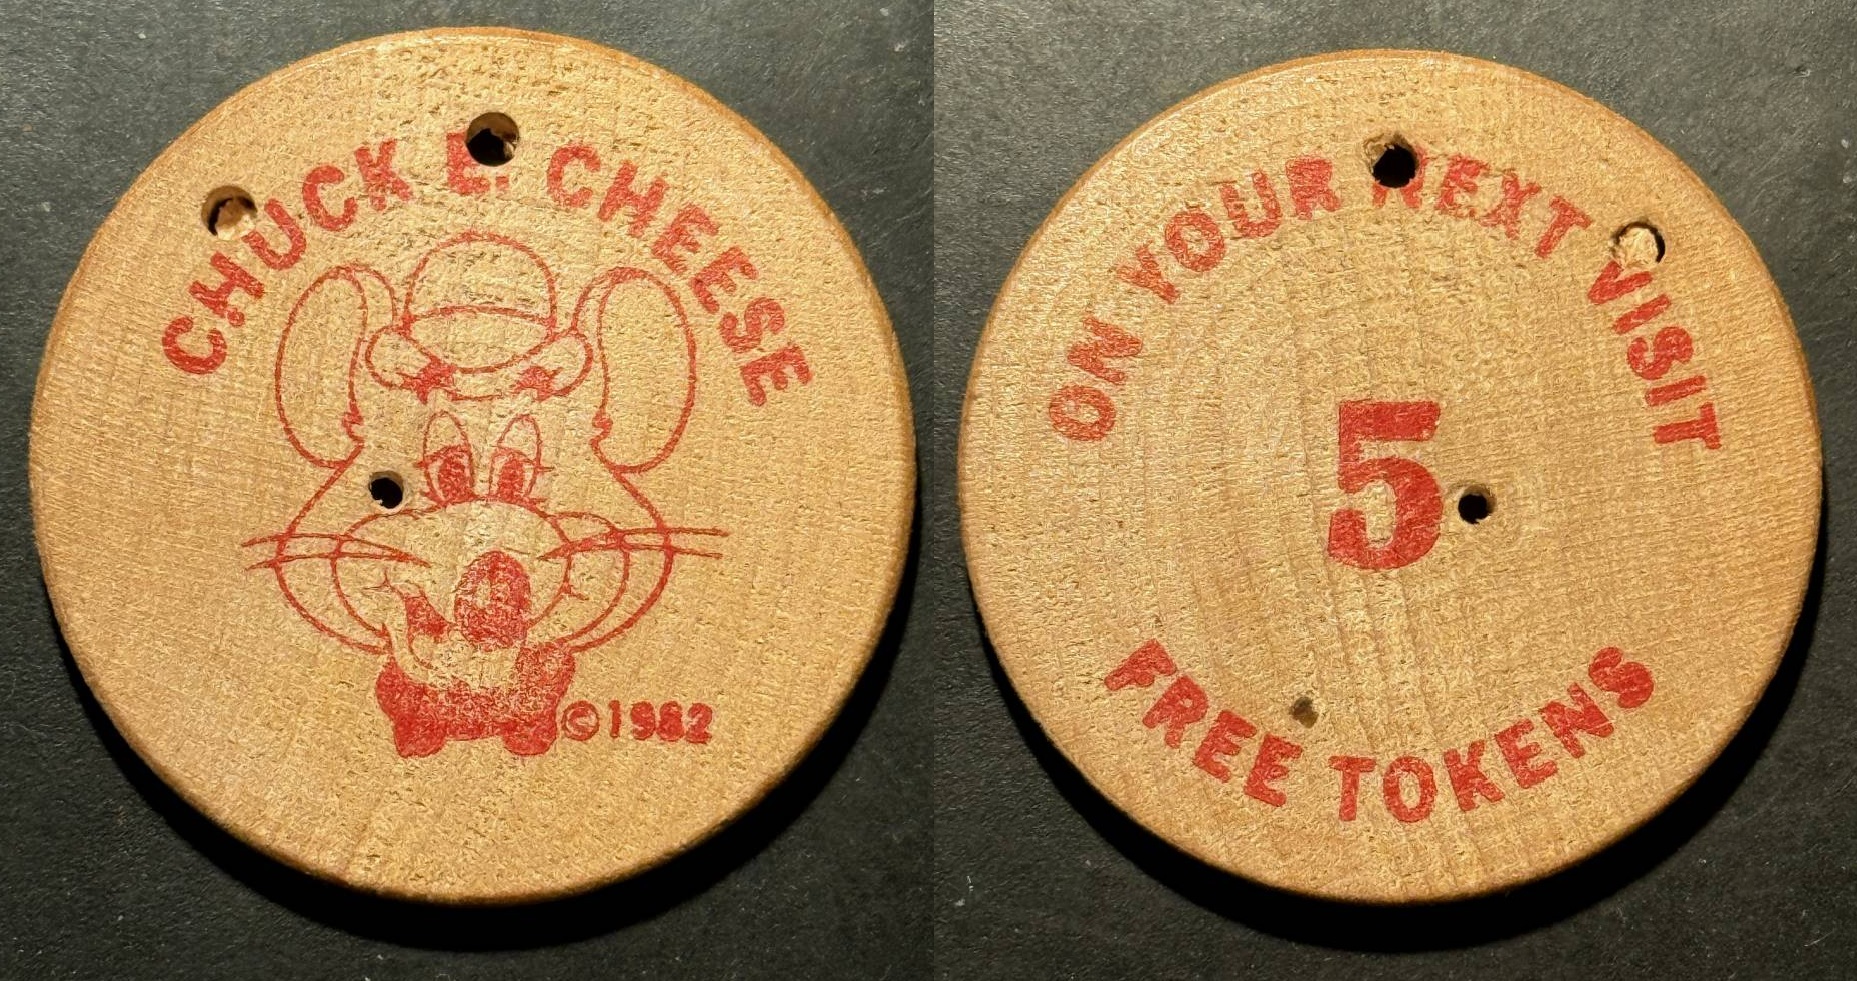 CHUCK E. CHEESE
©1982
ON YOUR NEXT VISIT
5
FREE TOKENS